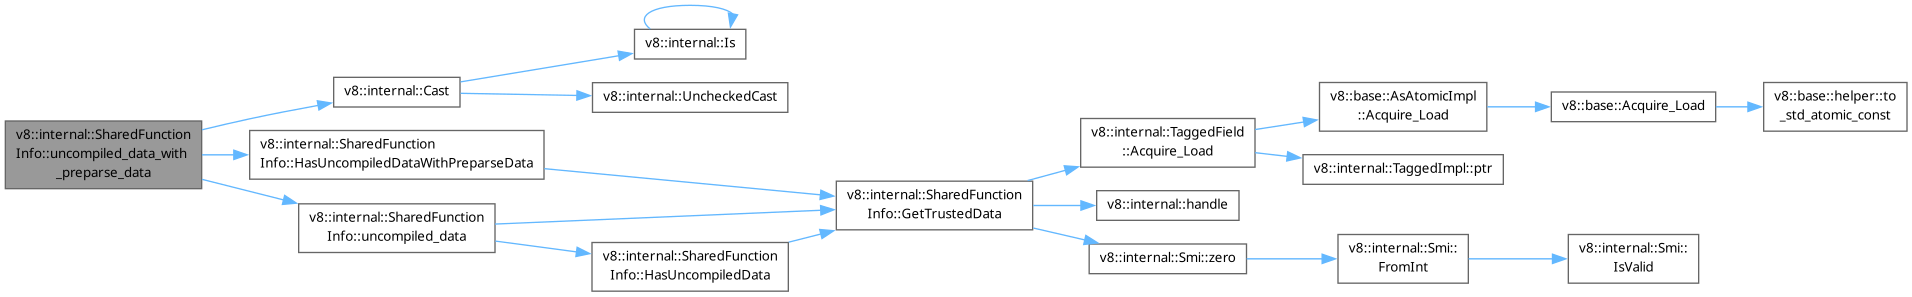 v8::internal::SharedFunction
Info::uncompiled_data_with
_preparse_data
v8::internal::Cast
v8::internal::Is
v8::internal::UncheckedCast
v8::internal::SharedFunction
Info::HasUncompiledDataWithPreparseData
v8::internal::SharedFunction
Info::uncompiled_data
v8::internal::SharedFunction
Info::HasUncompiledData
v8::internal::SharedFunction
Info::GetTrustedData
v8::internal::TaggedField
::Acquire_Load
v8::base::AsAtomicImpl
::Acquire_Load
v8::base::Acquire_Load
v8::base::helper::to
_std_atomic_const
v8::internal::TaggedImpl::ptr
v8::internal::handle
v8::internal::Smi::zero
v8::internal::Smi::
FromInt
v8::internal::Smi::
IsValid